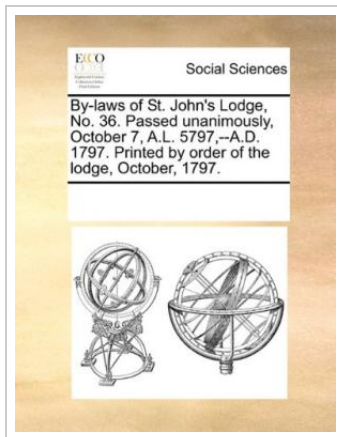 ECCO
Social Sciences
By-laws of St. John's Lodge,
No. 36. Passed unanimously,
October 7, A.L. 5797,--A.D.
1797. Printed by order of the
lodge, October, 1797.